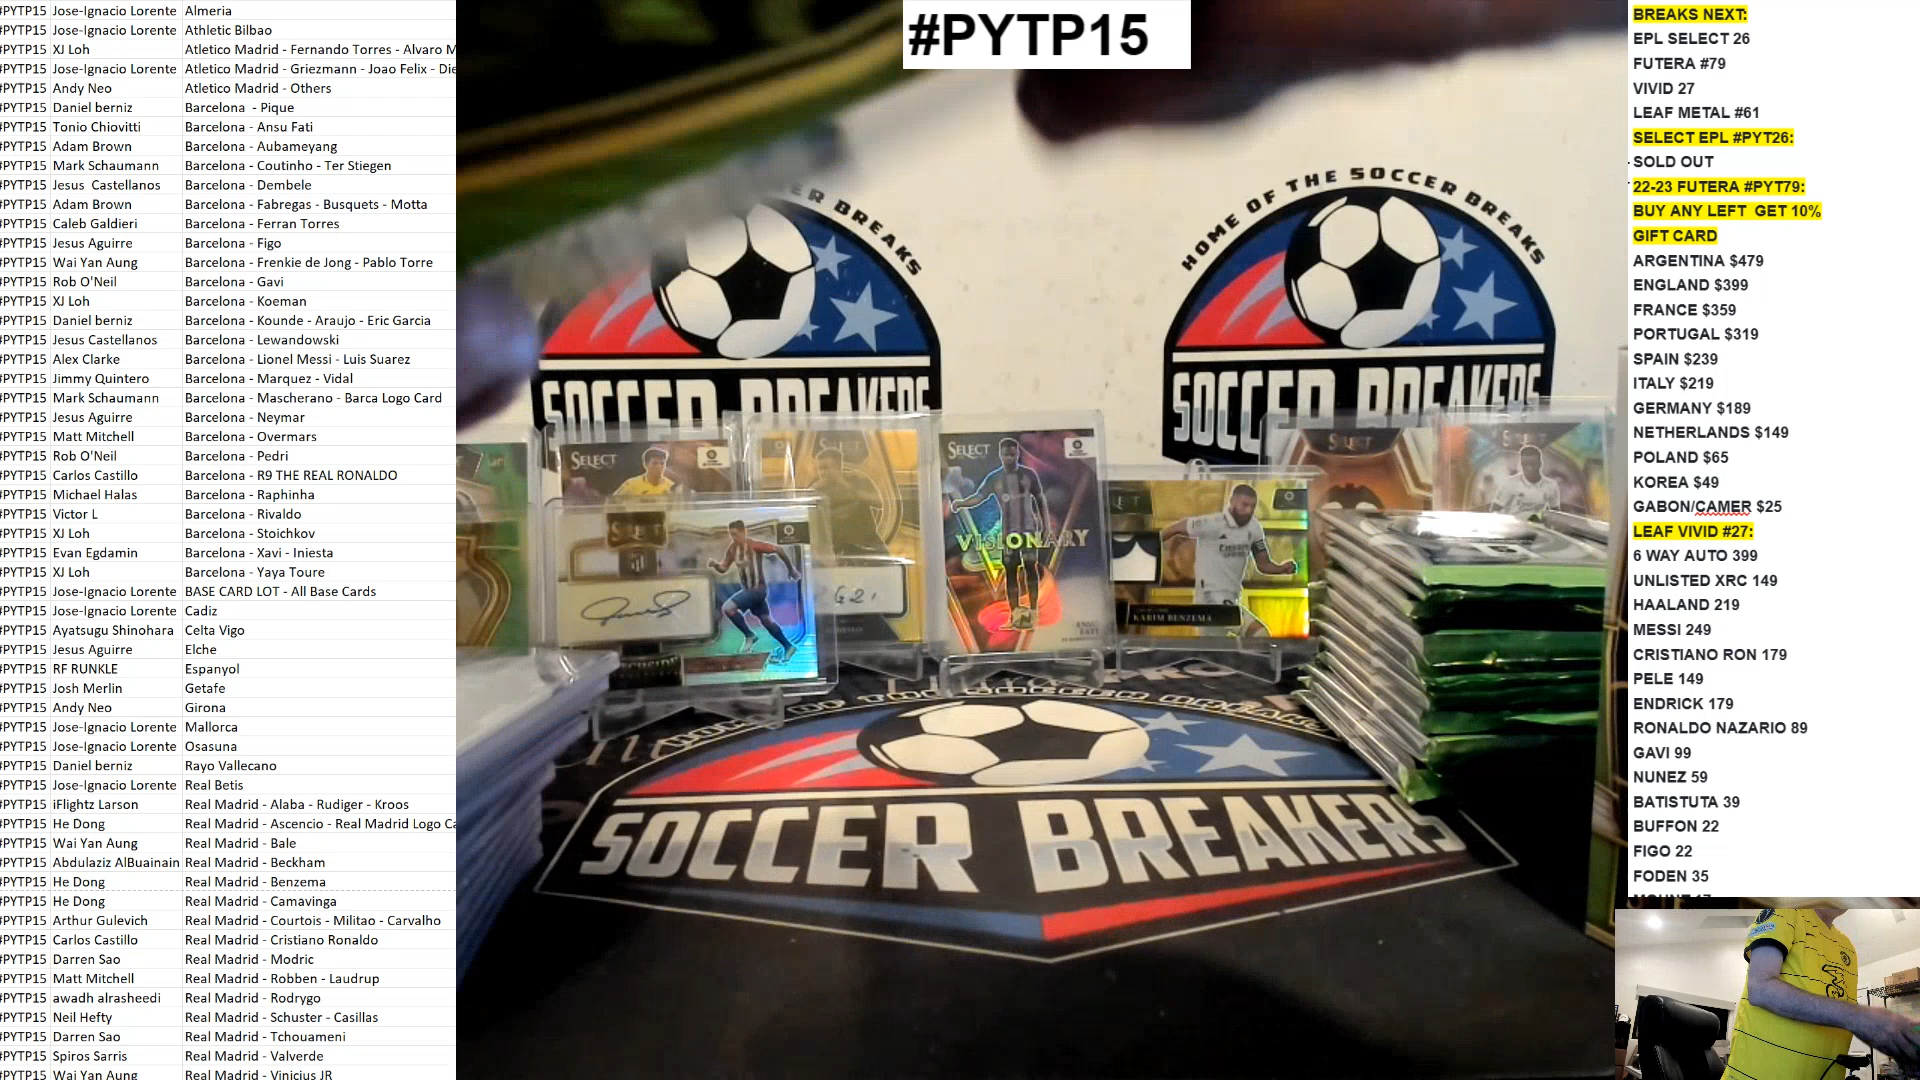 #PYTP15 Jose-Ignacio Lorente Almeria
#PYTP15 Jose-Ignacio Lorente Athletic Bilbao
#PYTP15 XJ Loh Atletico Madrid - Fernando Torres - Alvaro M
#PYTP15 Jose-Ignacio Lorente Atletico Madrid - Griezmann - Joao Felix - Die
#PYTP15 Andy Neo Atletico Madrid - Others
#PYTP15 Daniel berniz Barcelona - Pique
#PYTP15 Tonio Chiovitti Barcelona - Ansu Fati
#PYTP15 Adam Brown Barcelona - Aubameyang
#PYTP15 Mark Schaumann Barcelona - Coutinho - Ter Stiegen
#PYTP15 Jesus Castellanos Barcelona - Dembele
#PYTP15 Adam Brown Barcelona - Fabregas - Busquets - Motta
#PYTP15 Caleb Galdieri Barcelona - Ferran Torres
#PYTP15 Jesus Aguirre Barcelona - Figo
#PYTP15 Wai Yan Aung Barcelona - Frenkie de Jong - Pablo Torre
#PYTP15 Rob O'Neil Barcelona - Gavi
#PYTP15 XJ Loh Barcelona - Koeman
#PYTP15 Daniel berniz Barcelona - Kounde - Araujo - Eric Garcia
#PYTP15 Jesus Castellanos Barcelona - Lewandowski
#PYTP15 Alex Clarke Barcelona - Lionel Messi - Luis Suarez
#PYTP15 Jimmy Quintero Barcelona - Marquez - Vidal
#PYTP15 Mark Schaumann Barcelona - Mascherano - Barca Logo Card
#PYTP15 Jesus Aguirre Barcelona - Neymar
#PYTP15 Matt Mitchell Barcelona - Overmars
#PYTP15 Rob O'Neil Barcelona - Pedri
#PYTP15 Carlos Castillo Barcelona - R9 THE REAL RONALDO
#PYTP15 Michael Halas Barcelona - Raphinha
#PYTP15 Victor L Barcelona - Rivaldo
#PYTP15 XJ Loh Barcelona - Stoichkov
#PYTP15 Evan Egdamin Barcelona - Xavi - Iniesta
#PYTP15 XJ Loh Barcelona - Yaya Toure
#PYTP15 Jose-Ignacio Lorente BASE CARD LOT - All Base Cards
#PYTP15 Jose-Ignacio Lorente Cadiz
#PYTP15 Ayatsugu Shinohara Celta Vigo
#PYTP15 Jesus Aguirre Elche
#PYTP15 RF RUNKLE Espanyol
#PYTP15 Josh Merlin Getafe
#PYTP15 Andy Neo Girona
#PYTP15 Jose-Ignacio Lorente Mallorca
#PYTP15 Jose-Ignacio Lorente Osasuna
#PYTP15 Daniel berniz Rayo Vallecano
#PYTP15 Jose-Ignacio Lorente Real Betis
#PYTP15 iFlightz Larson Real Madrid - Alaba - Rudiger - Kroos
#PYTP15 He Dong Real Madrid - Ascencio - Real Madrid Logo Ca
#PYTP15 Wai Yan Aung Real Madrid - Bale
#PYTP15 Abdulaziz AlBuainain Real Madrid - Beckham
#PYTP15 He Dong Real Madrid - Benzema
#PYTP15 He Dong Real Madrid - Camavinga
#PYTP15 Arthur Gulevich Real Madrid - Courtois - Militao - Carvalho
#PYTP15 Carlos Castillo Real Madrid - Cristiano Ronaldo
#PYTP15 Darren Sao Real Madrid - Modric
#PYTP15 Matt Mitchell Real Madrid - Robben - Laudrup
#PYTP15 awadh alrasheedi Real Madrid - Rodrygo
#PYTP15 Neil Hefty Real Madrid - Schuster - Casillas
#PYTP15 Darren Sao Real Madrid - Tchouameni
#PYTP15 Spiros Sarris Real Madrid - Valverde
#PYTP15 Wai Yan Aung Real Madrid - Vinicius JR
#PYTP15
ER BREAKS
SOCCER BREAKERS
HOME OF THE SOCCER BREAKS
SOCCER BREAKERS
SELECT
SELECT
SELECT
VISIONARY
ANSU
FATI
KARIM BENZEMA
SELECT
SOCCER BREAKERS
BREAKS NEXT:
EPL SELECT 26
FUTERA #79
VIVID 27
LEAF METAL #61
SELECT EPL #PYT26:
SOLD OUT
22-23 FUTERA #PYT79:
BUY ANY LEFT GET 10%
GIFT CARD
ARGENTINA $479
ENGLAND $399
FRANCE $359
PORTUGAL $319
SPAIN $239
ITALY $219
GERMANY $189
NETHERLANDS $149
POLAND $65
KOREA $49
GABON/CAMER $25
LEAF VIVID #27:
6 WAY AUTO 399
UNLISTED XRC 149
HAALAND 219
MESSI 249
CRISTIANO RON 179
PELE 149
ENDRICK 179
RONALDO NAZARIO 89
GAVI 99
NUNEZ 59
BATISTUTA 39
BUFFON 22
FIGO 22
FODEN 35